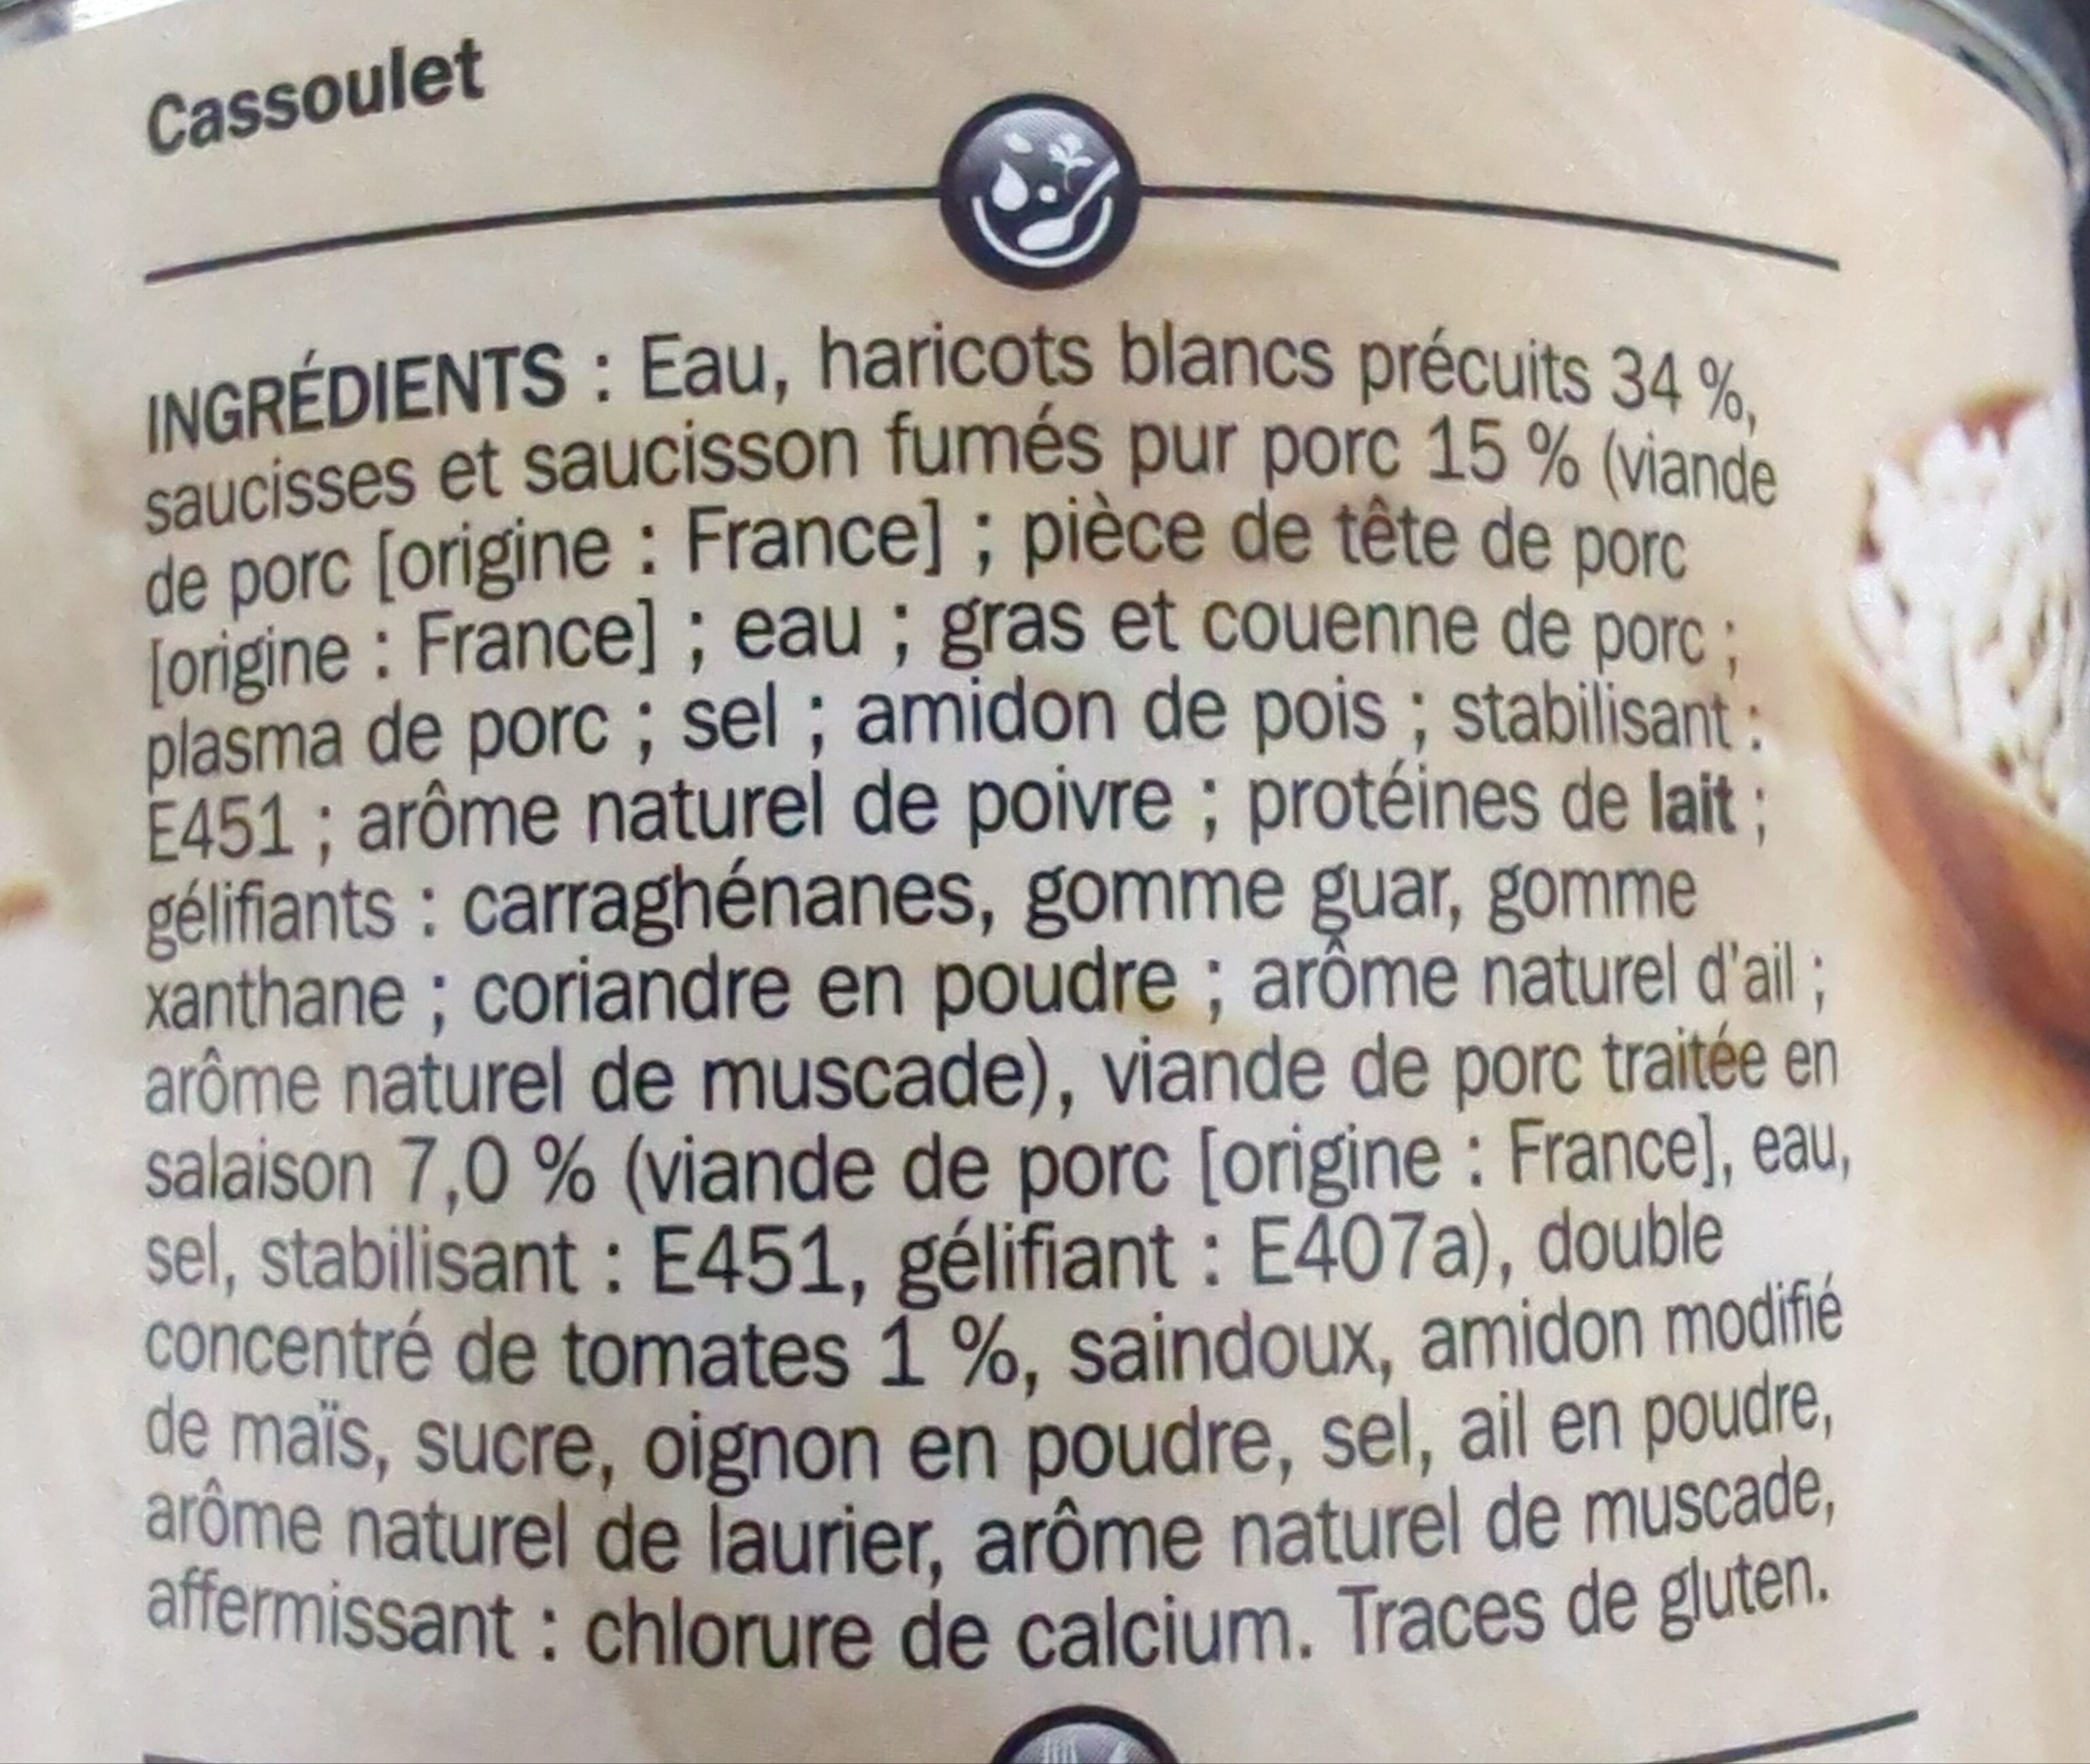 Cassoulet
INGRÉDIENTS : Eau, haricots blancs précuits 34 %,
saucisses et saucisson fumés pur porc 15 % (viande
de porc [origine : France] ; pièce de tête de porc
[origine : France] ; eau ; gras et couenne de porc ;
plasma de porc ; sel ; amidon de pois ; stabilisant :
E451 ; arôme naturel de poivre ; protéines de lait ;
gélifiants : carraghénanes, gomme guar, gomme
xanthane ; coriandre en poudre ; arôme naturel d'ail ;
arôme naturel de muscade), viande de porc traitée en
salaison 7,0 % (viande de porc [origine : France], eau,
sel, stabilisant : E451, gélifiant : E407a), double
concentré de tomates 1 %, saindoux, amidon modifié
de maïs, sucre, oignon en poudre, sel, ail en poudre,
arôme naturel de laurier, arôme naturel de muscade,
affermissant : chlorure de calcium. Traces de gluten.